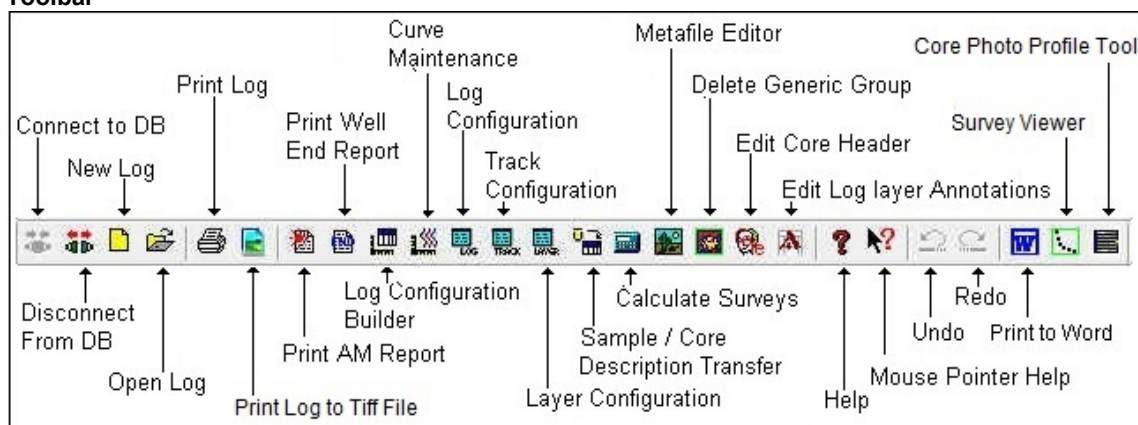 Toolbar
Connect to DB
New Log
Print Log
Print Well
End Report
Curve
Maintenance
Log
Configuration
Track
Configuration
Metafile Editor
Delete Generic Group
Edit Core Header
Edit Log layer Annotations
Survey Viewer
Core Photo Profile Tool
LOG
TRACK
LAYER
W
Disconnect
From DB
Open Log
Print Log to Tiff File
Print AM Report
Log Configuration
Builder
Layer Configuration
Sample / Core
Description Transfer
Calculate Surveys
Help
Mouse Pointer Help
Undo
Redo
Print to Word